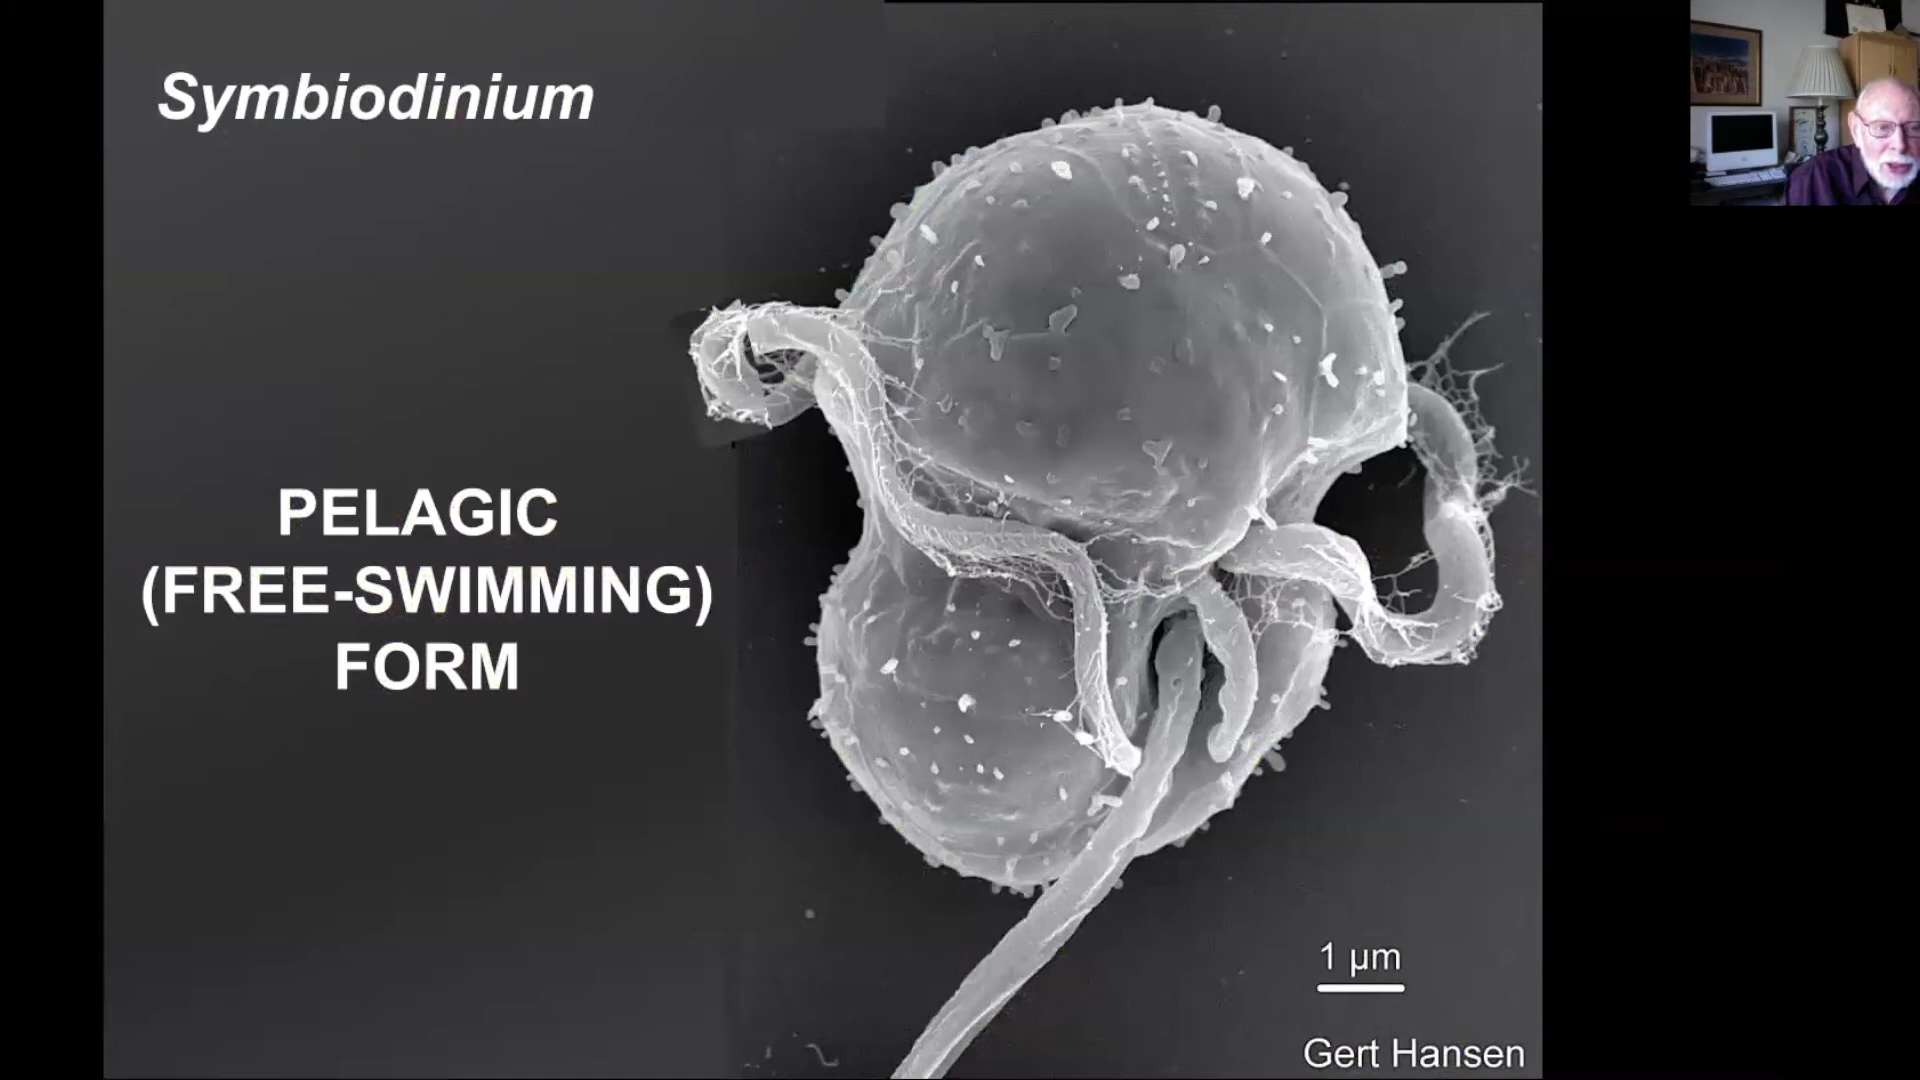 Symbiodinium
PELAGIC
(FREE-SWIMMING)
FORM
1 µm
Gert Hansen